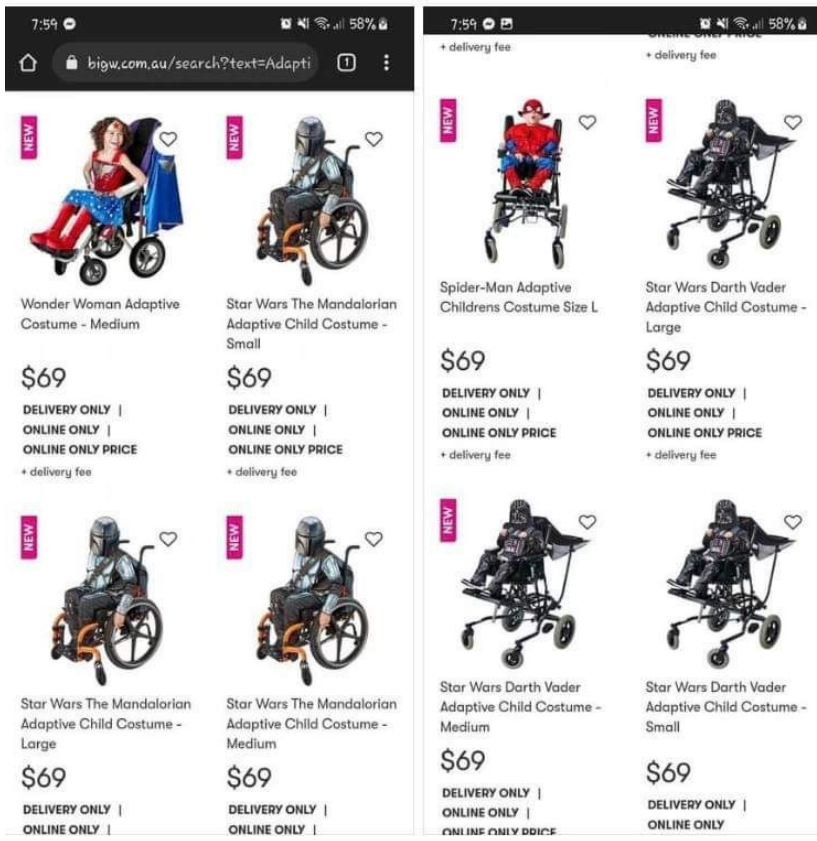 7:59
58%
bigw.com.au/search?text=Adapti
1
NEW
NEW
Wonder Woman Adaptive
Costume - Medium
$69
DELIVERY ONLY |
ONLINE ONLY |
ONLINE ONLY PRICE
+ delivery fee
Star Wars The Mandalorian
Adaptive Child Costume -
Small
$69
DELIVERY ONLY |
ONLINE ONLY |
ONLINE ONLY PRICE
+ delivery fee
NEW
NEW
Star Wars The Mandalorian
Adaptive Child Costume -
Large
$69
DELIVERY ONLY |
ONLINE ONLY |
Star Wars The Mandalorian
Adaptive Child Costume -
Medium
$69
DELIVERY ONLY |
ONLINE ONLY |
7:59
58%
+ delivery fee
ONLINE ONLY PRICE
+ delivery fee
NEW
NEW
Spider-Man Adaptive
Childrens Costume Size L
$69
DELIVERY ONLY |
ONLINE ONLY |
ONLINE ONLY PRICE
+ delivery fee
Star Wars Darth Vader
Adaptive Child Costume -
Large
$69
DELIVERY ONLY |
ONLINE ONLY |
ONLINE ONLY PRICE
+ delivery fee
NEW
Star Wars Darth Vader
Adaptive Child Costume -
Medium
$69
DELIVERY ONLY |
ONLINE ONLY |
ONLINE ONLY PRICE
Star Wars Darth Vader
Adaptive Child Costume -
Small
$69
DELIVERY ONLY |
ONLINE ONLY